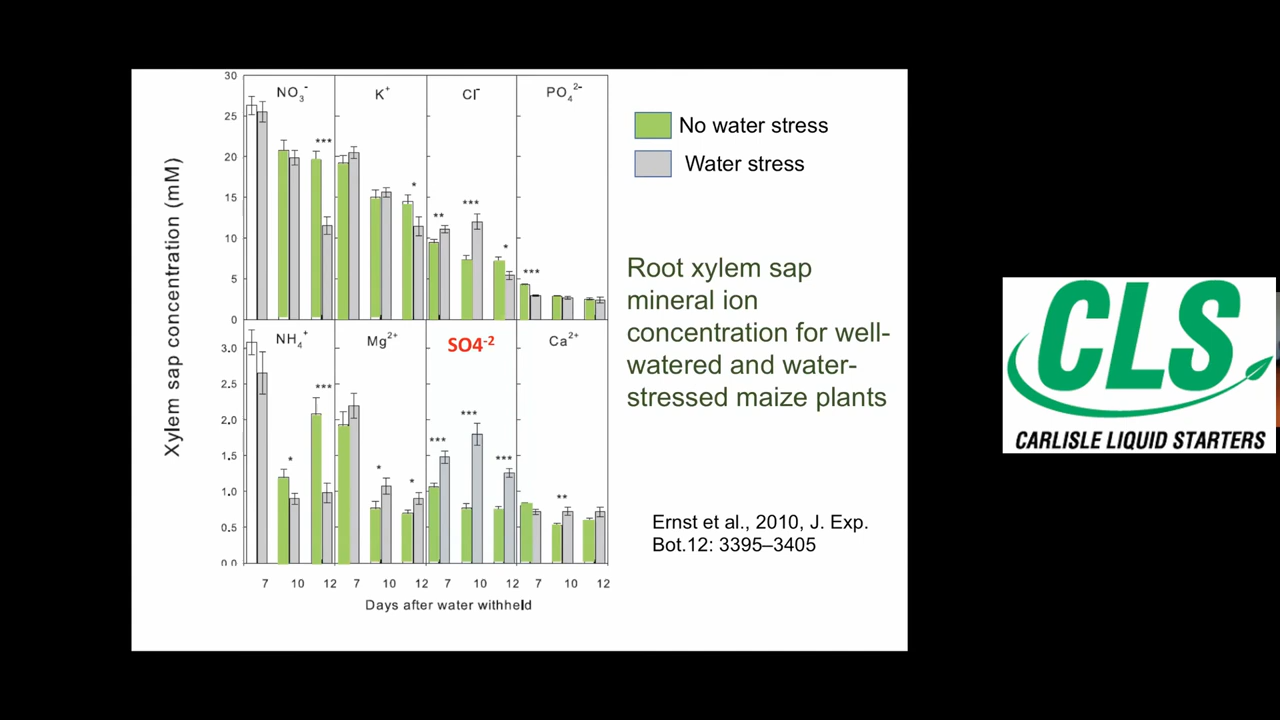 30
25
20
15
10
5
0
NO₃⁻
K⁺
Cl⁻
PO₄²⁻
***
*
**
***
*
***
3.0
2.5
2.0
1.5
1.0
0.5
0.0
NH₄⁺
Mg²⁺
SO4⁻²
Ca²⁺
*
***
*
*
***
***
***
**
7 10 12 7 10 12 7 10 12 7 10 12
Days after water withheld
Xylem sap concentration (mM)
No water stress
Water stress
Root xylem sap
mineral ion
concentration for well-
watered and water-
stressed maize plants
Ernst et al., 2010, J. Exp.
Bot.12: 3395–3405
CLS
CARLISLE LIQUID STARTERS